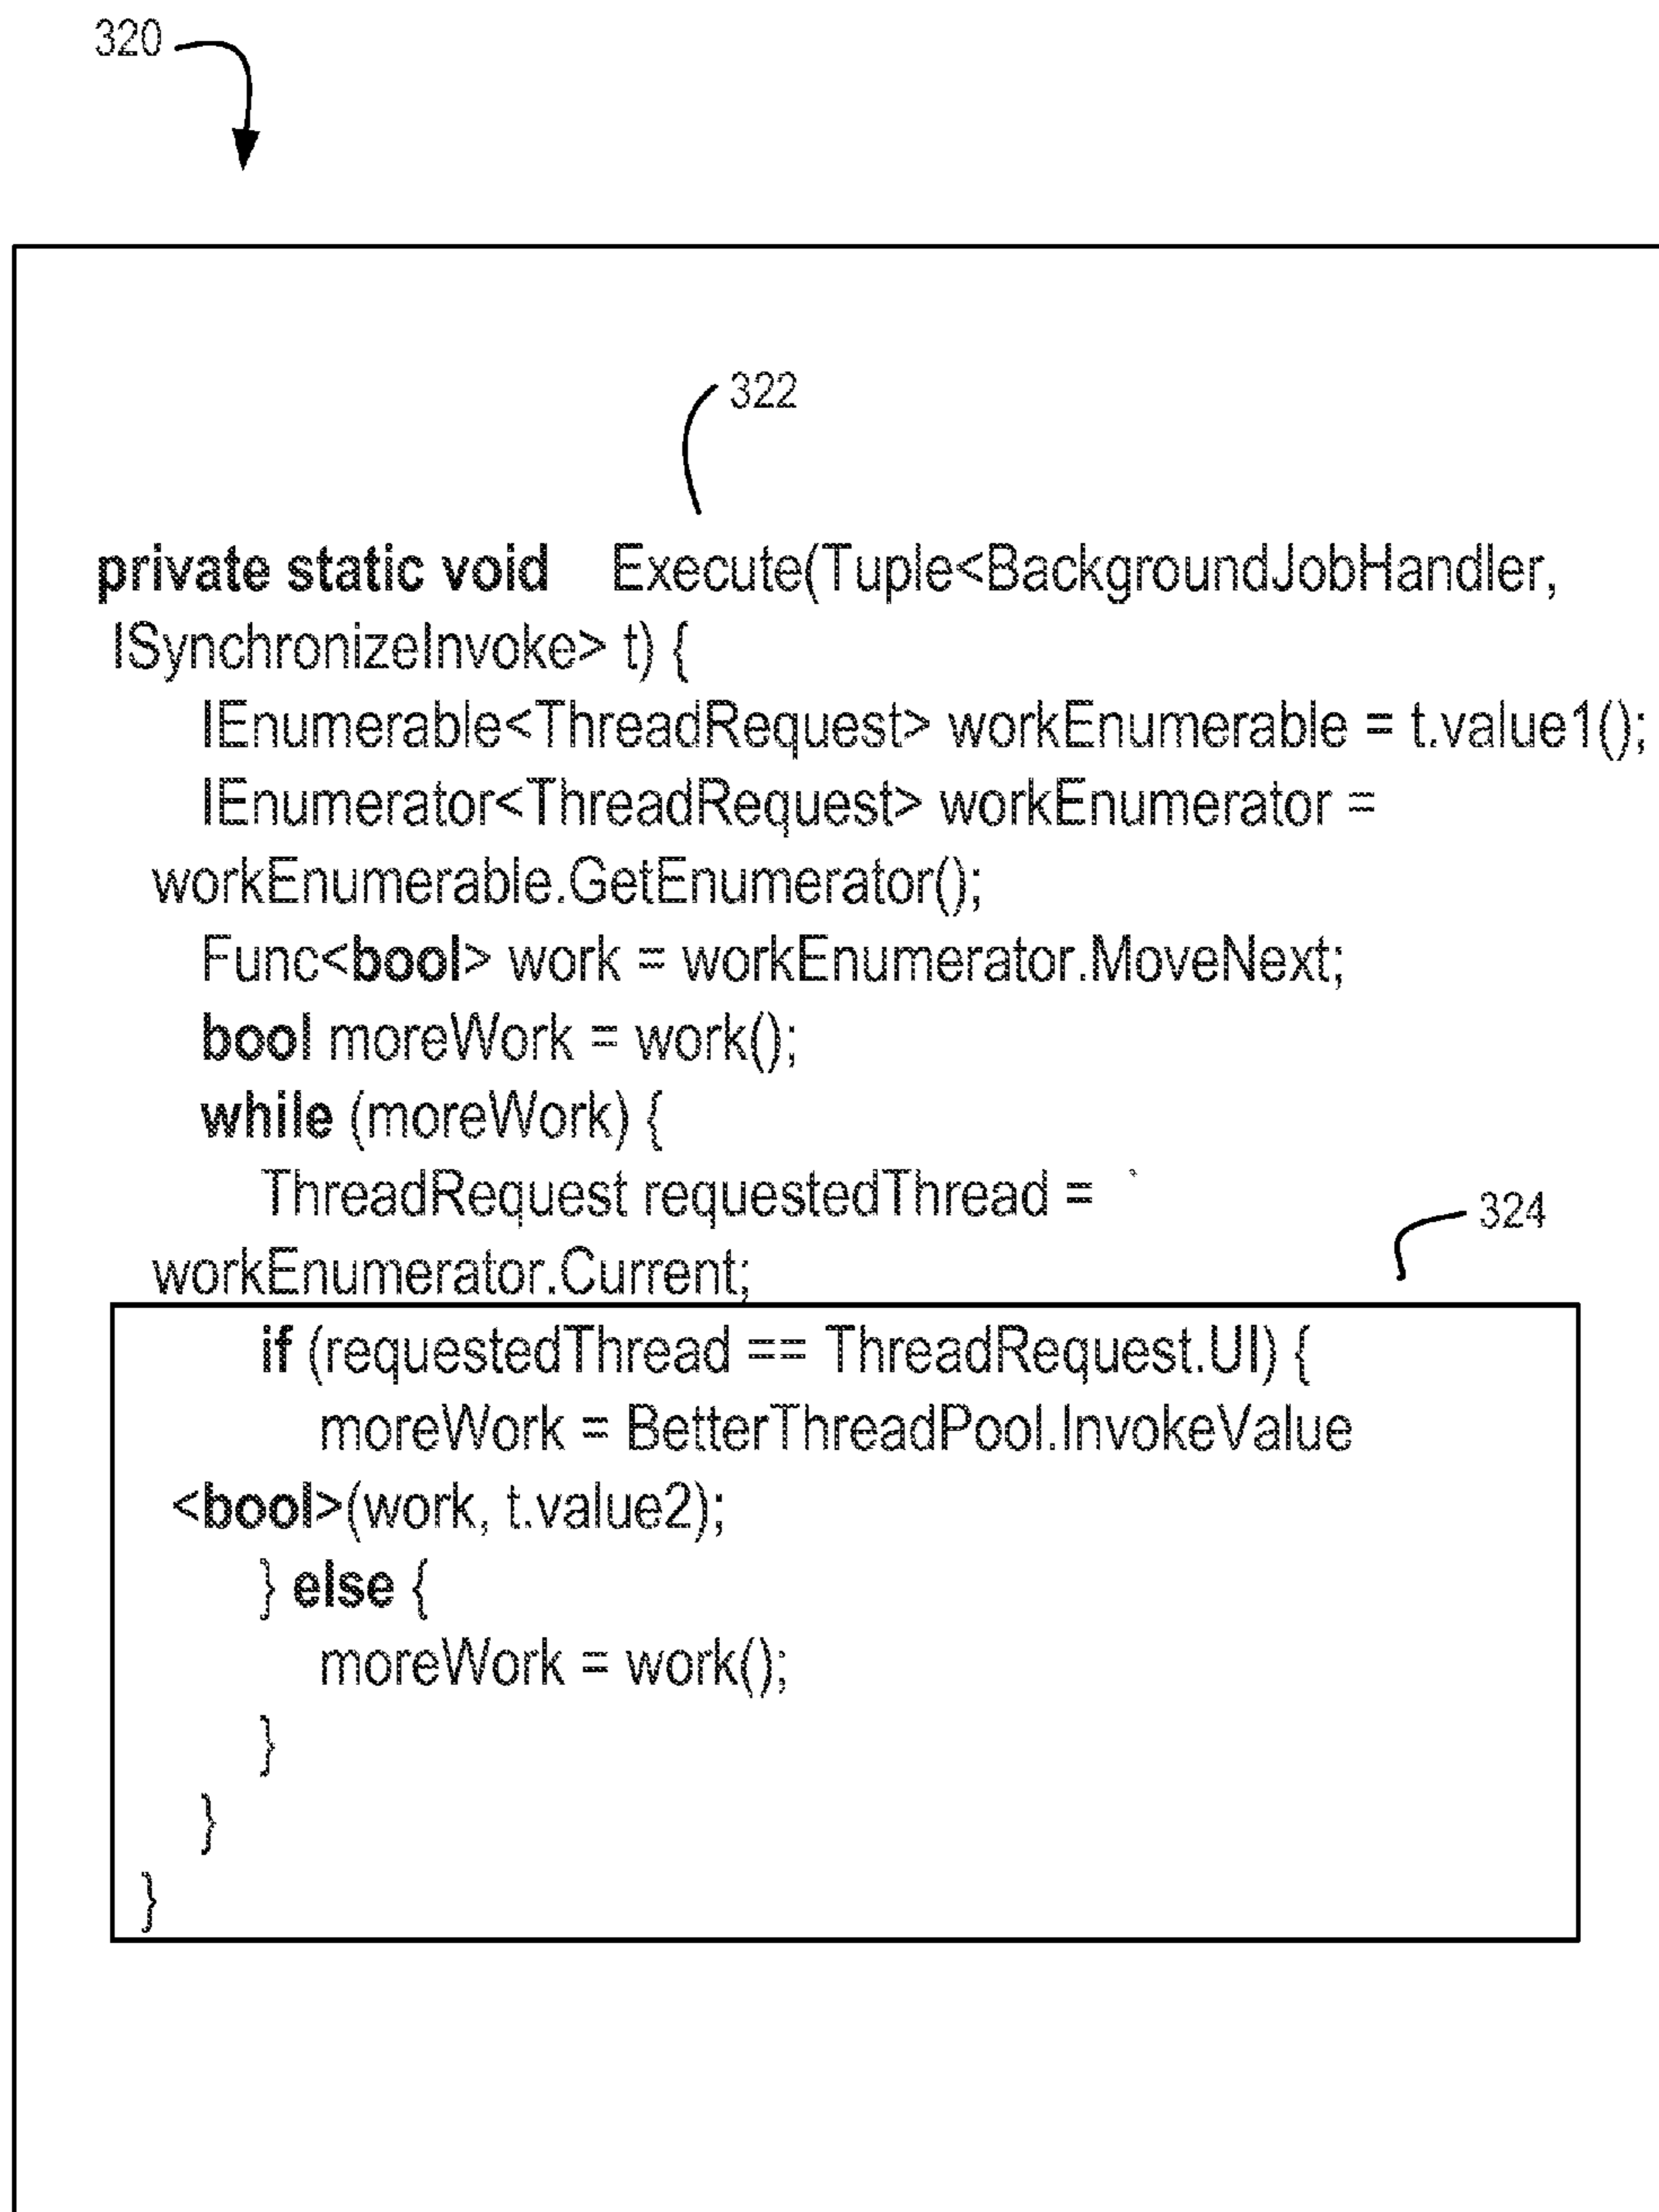 320
322
private static void Execute(Tuple<BackgroundJobHandler,
ISynchronizeInvoke> t) {
IEnumerable<ThreadRequest> workEnumerable = t.value1();
IEnumerator<ThreadRequest> workEnumerator =
workEnumerable.GetEnumerator();
Func<bool> work = workEnumerator.MoveNext;
bool moreWork = work();
while (moreWork) {
ThreadRequest requestedThread =
324
workEnumerator.Current;
if (requestedThread == ThreadRequest.UI) {
moreWork = BetterThreadPool.InvokeValue
<bool>(work, t.value2);
} else {
moreWork = work();
}
}
}